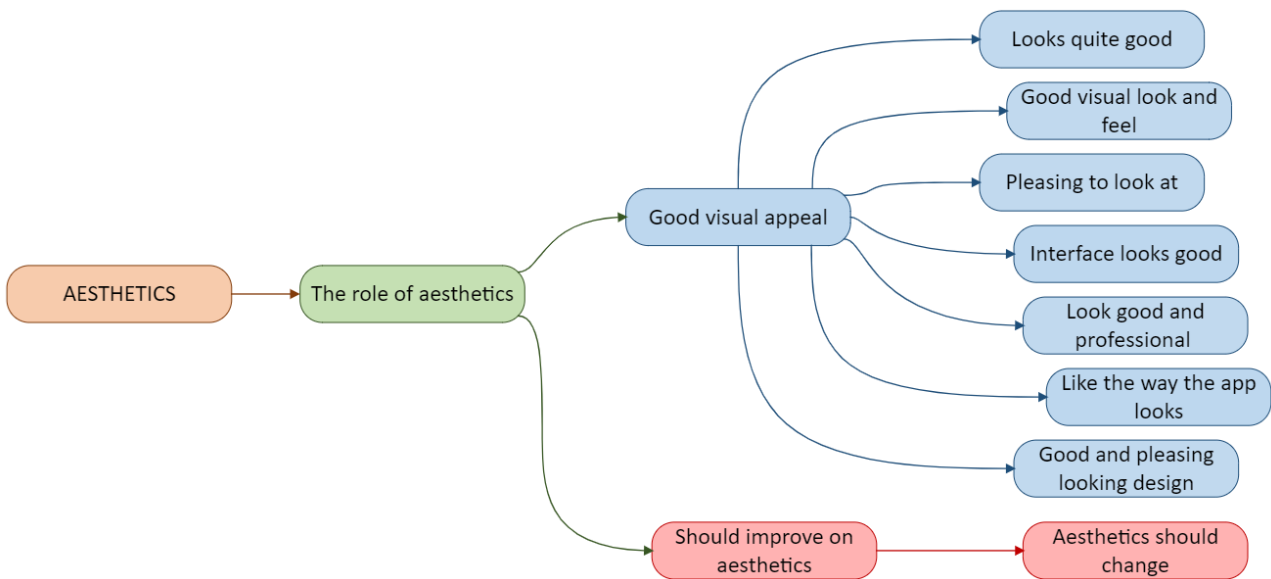 AESTHETICS
The role of aesthetics
Good visual appeal
Looks quite good
Good visual look and
feel
Pleasing to look at
Interface looks good
Look good and
professional
Like the way the app
looks
Good and pleasing
looking design
Should improve on
aesthetics
Aesthetics should
change